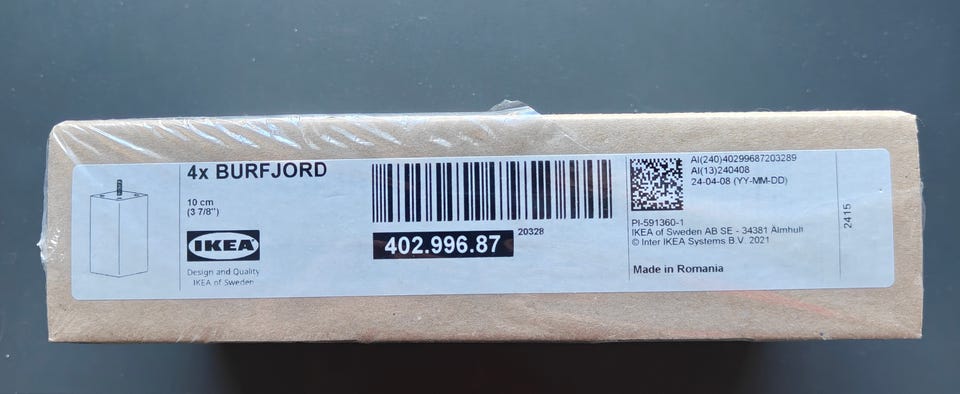 4x BURFJORD
10 cm
(3 7/8")
IKEA
Design and Quality
IKEA of Sweden
402.996.87
20328
AI(240)40299687203289
AI(13)240408
24-04-08 (YY-MM-DD)
PI-591360-1
IKEA of Sweden AB SE - 34381 Älmhult
© Inter IKEA Systems B.V. 2021
Made in Romania
2415